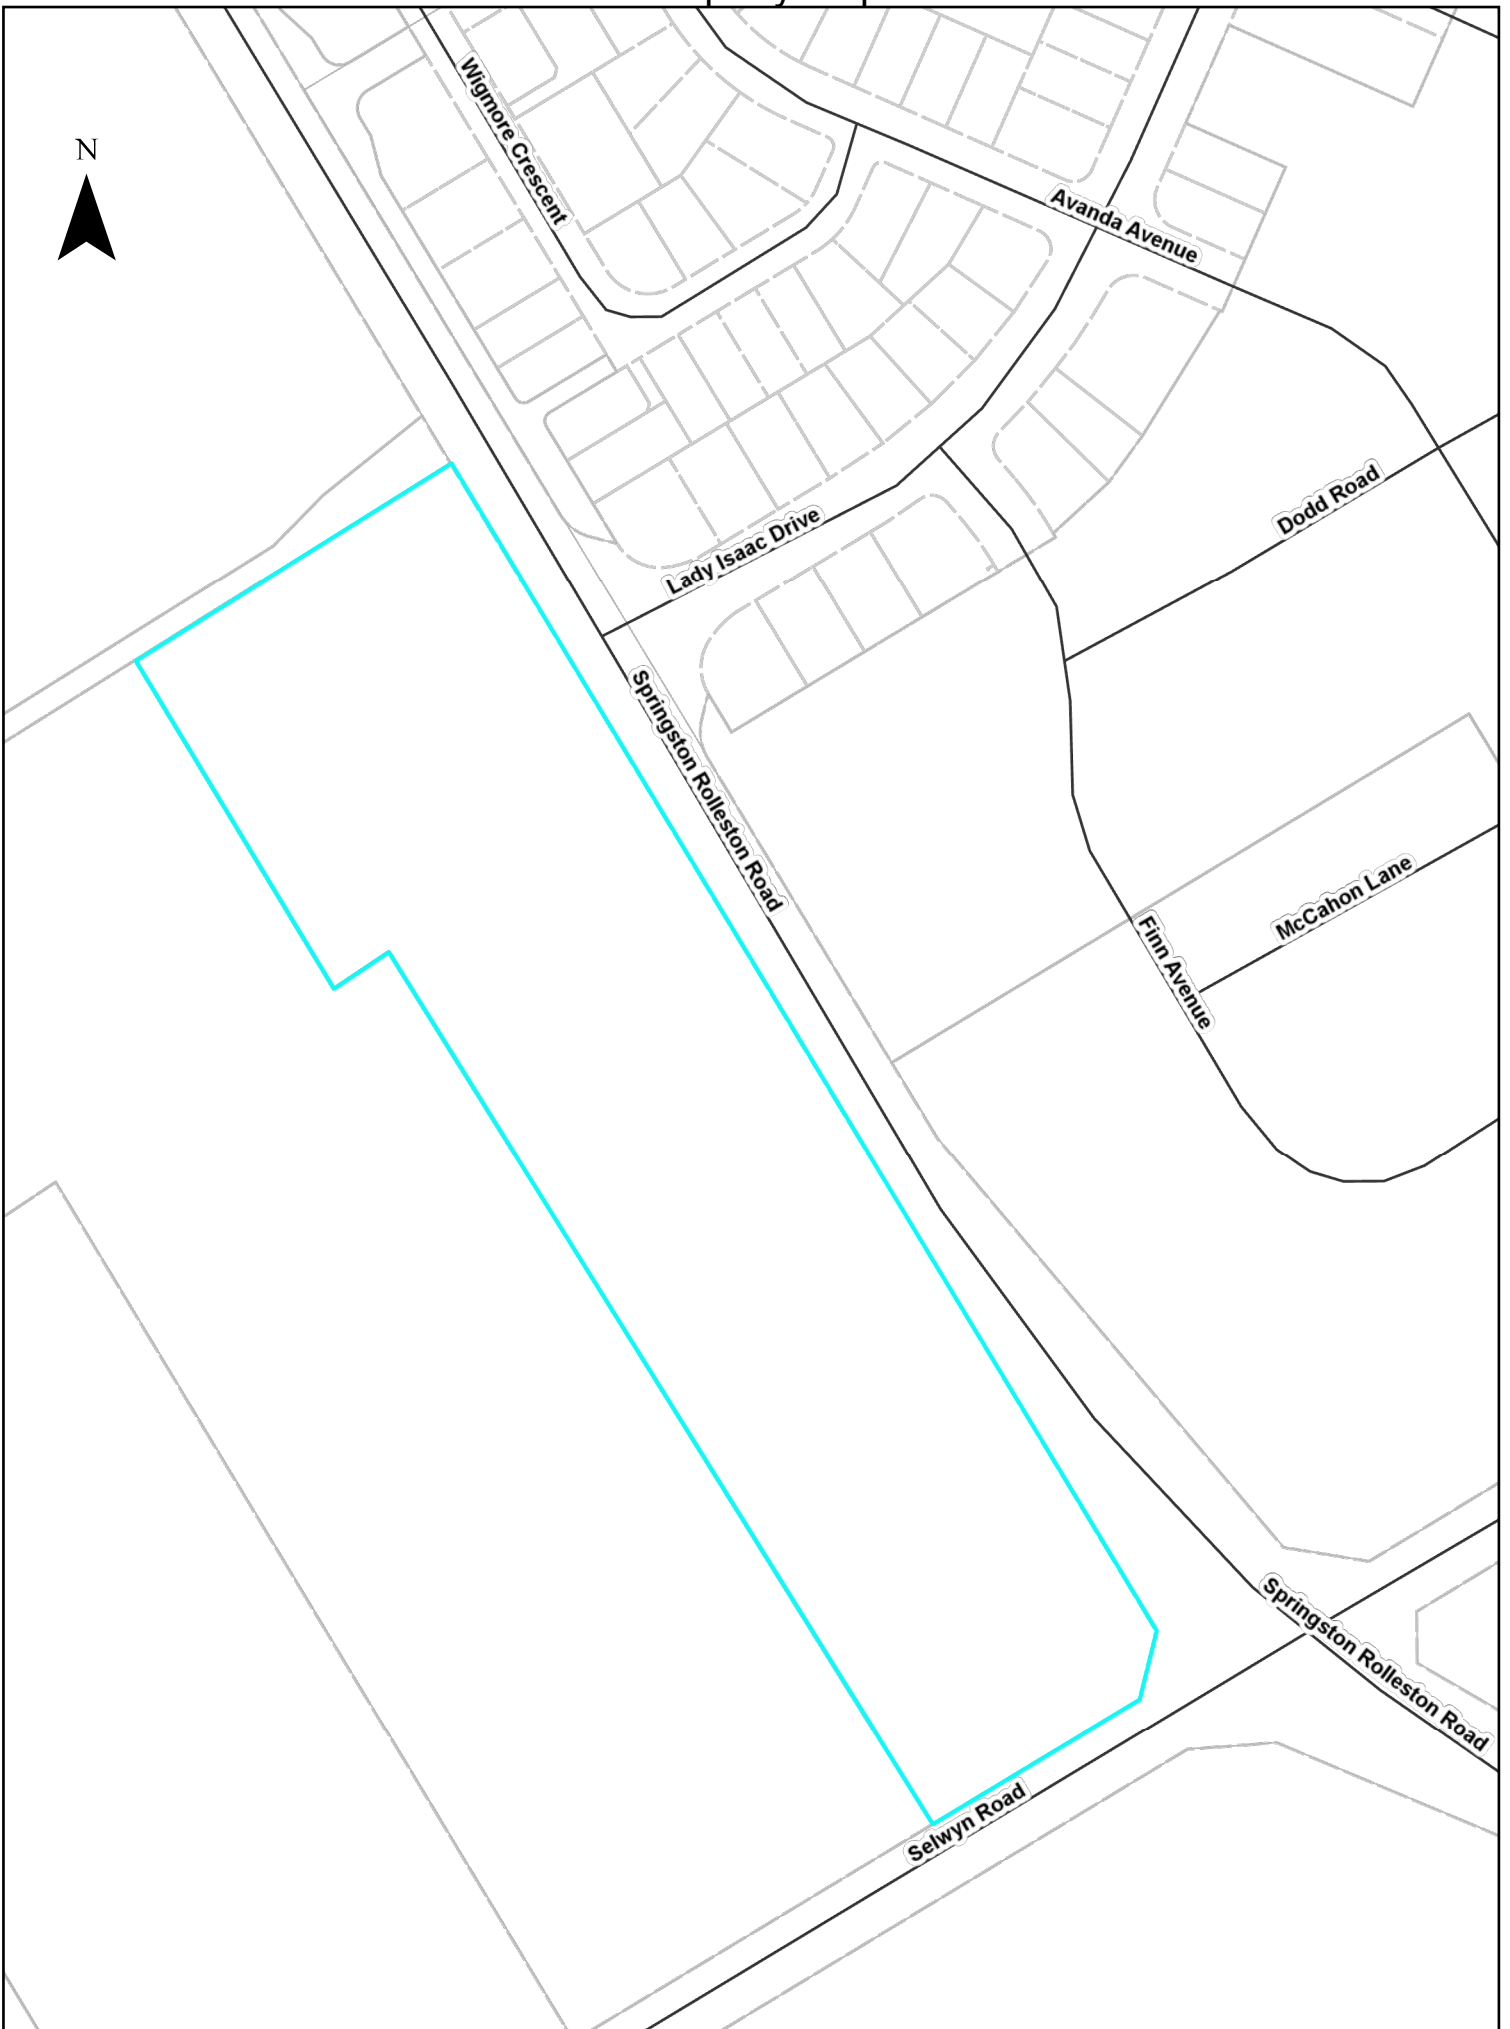 N
Wigmore Crescent
Avanda Avenue
Dodd Road
Lady Isaac Drive
Springston Rolleston Road
McCahon Lane
Finn Avenue
Springston Rolleston Road
Selwyn Road